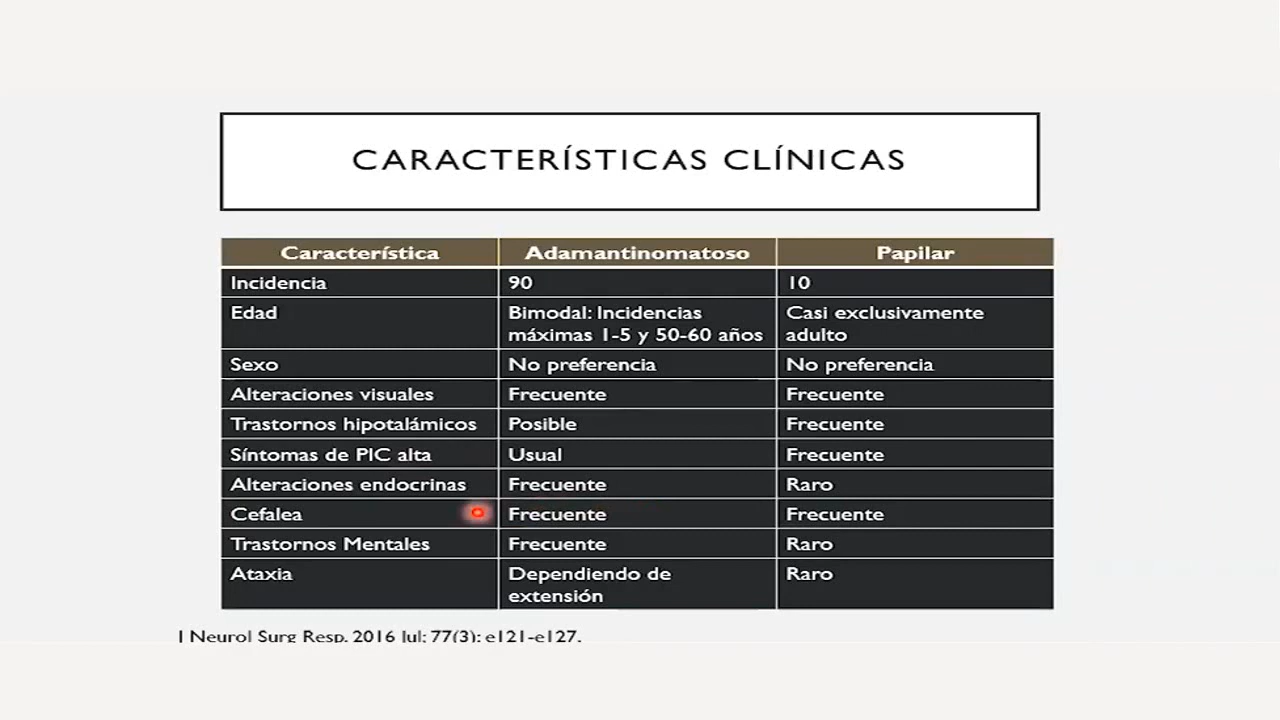 CARACTERÍSTICAS CLÍNICAS
Característica Adamantinomatoso Papilar
Incidencia 90 10
Edad Bimodal: Incidencias máximas 1-5 y 50-60 años Casi exclusivamente adulto
Sexo No preferencia No preferencia
Alteraciones visuales Frecuente Frecuente
Trastornos hipotalámicos Posible Frecuente
Síntomas de PIC alta Usual Frecuente
Alteraciones endocrinas Frecuente Raro
Cefalea Frecuente Frecuente
Trastornos Mentales Frecuente Raro
Ataxia Dependiendo de extensión Raro
J Neurol Surg Resp. 2016 Jul; 77(3): e121-e127.